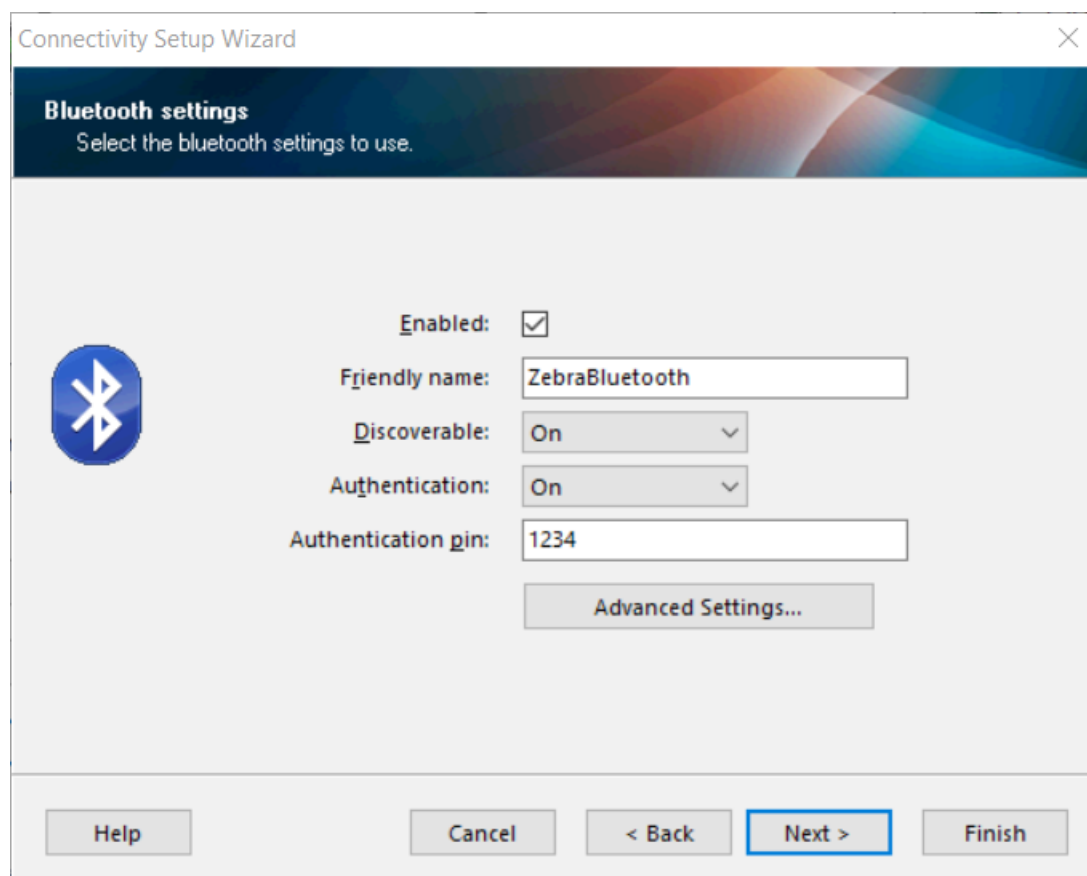 Connectivity Setup Wizard
Bluetooth settings
Select the bluetooth settings to use.
Enabled:
Friendly name: ZebraBluetooth
Discoverable: On
Authentication: On
Authentication pin: 1234
Advanced Settings...
Help Cancel < Back Next > Finish